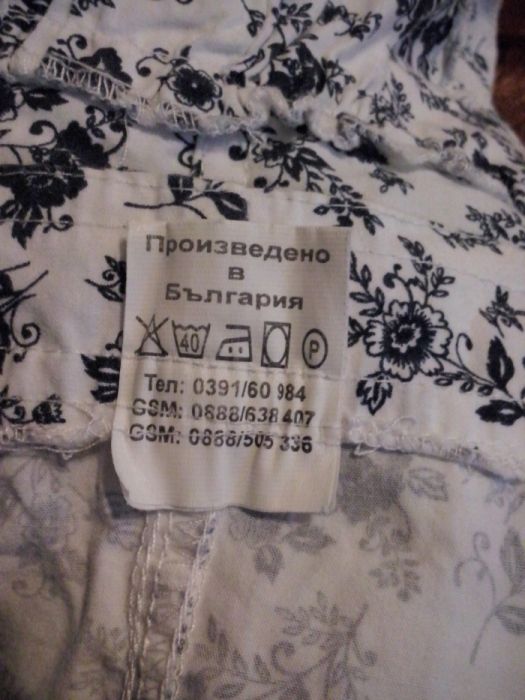 Произведено
в
България
40 P
Тел: 0391/60 984
GSM: 0888/638 407
GSM: 0888/505 336